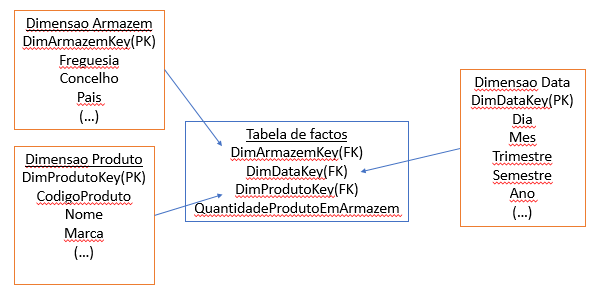 Dimensao Armazem
DimArmazemKey(PK)
Freguesia
Concelho
Pais
(...)
Dimensao Produto
DimProdutoKey(PK)
CodigoProduto
Nome
Marca
(...)
Tabela de factos
DimArmazemKey(FK)
DimDataKey(FK)
DimProdutoKey(FK)
QuantidadeProdutoEmArmazem
Dimensao Data
DimDataKey(PK)
Dia
Mes
Trimestre
Semestre
Ano
(...)